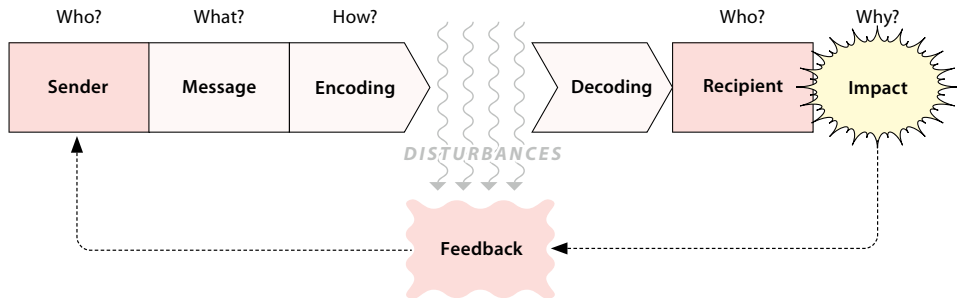 Who? What? How? Who? Why?
Sender Message Encoding Decoding Recipient Impact
DISTURBANCES
Feedback